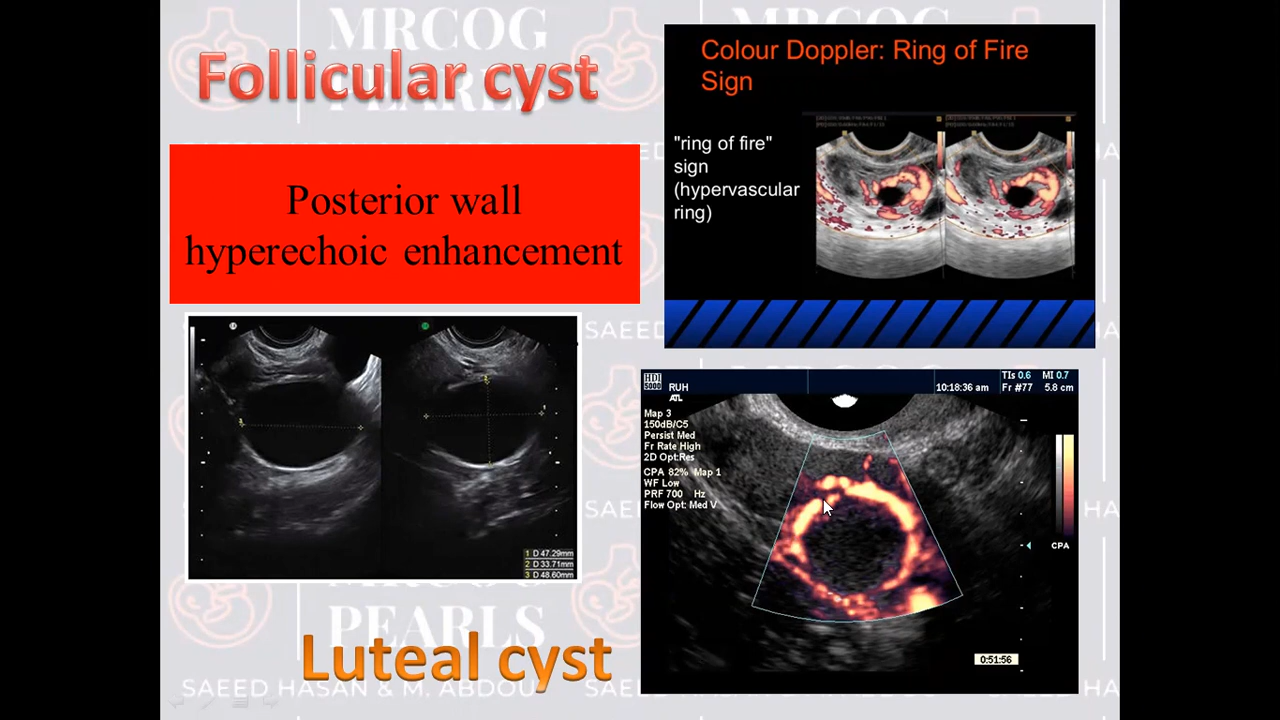 MRCOG
PEARLS
Follicular cyst
Posterior wall
hyperechoic enhancement
Colour Doppler: Ring of Fire
Sign
"ring of fire"
sign
(hypervascular
ring)
1 D 47.29mm
2 D 33.71mm
3 D 48.60mm
HDI
5000
RUH
ATL
10:18:36 am
TIs 0.6 MI 0.7
Fr #77 5.8 cm
Map 3
150dB/C5
Persist Med
Fr Rate High
2D Opt:Res
CPA 82% Map 1
WF Low
PRF 700 Hz
Flow Opt: Med V
CPA
0:51:56
PEARLS
Luteal cyst
SAEED HASAN & M. ABDOU